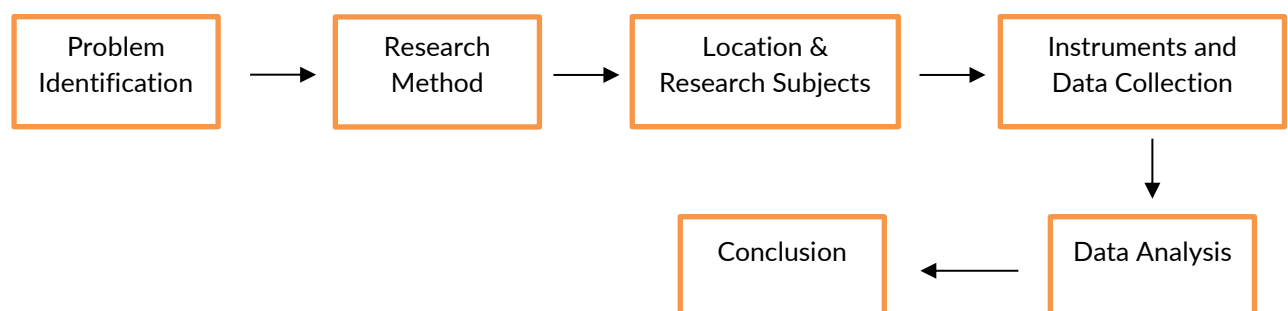 Problem
Identification
Research
Method
Location &
Research Subjects
Instruments and
Data Collection
Data Analysis
Conclusion